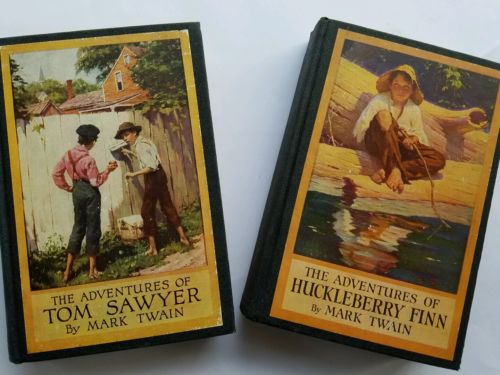 THE ADVENTURES OF
TOM SAWYER
By MARK TWAIN
THE ADVENTURES OF
HUCKLEBERRY FINN
By MARK TWAIN